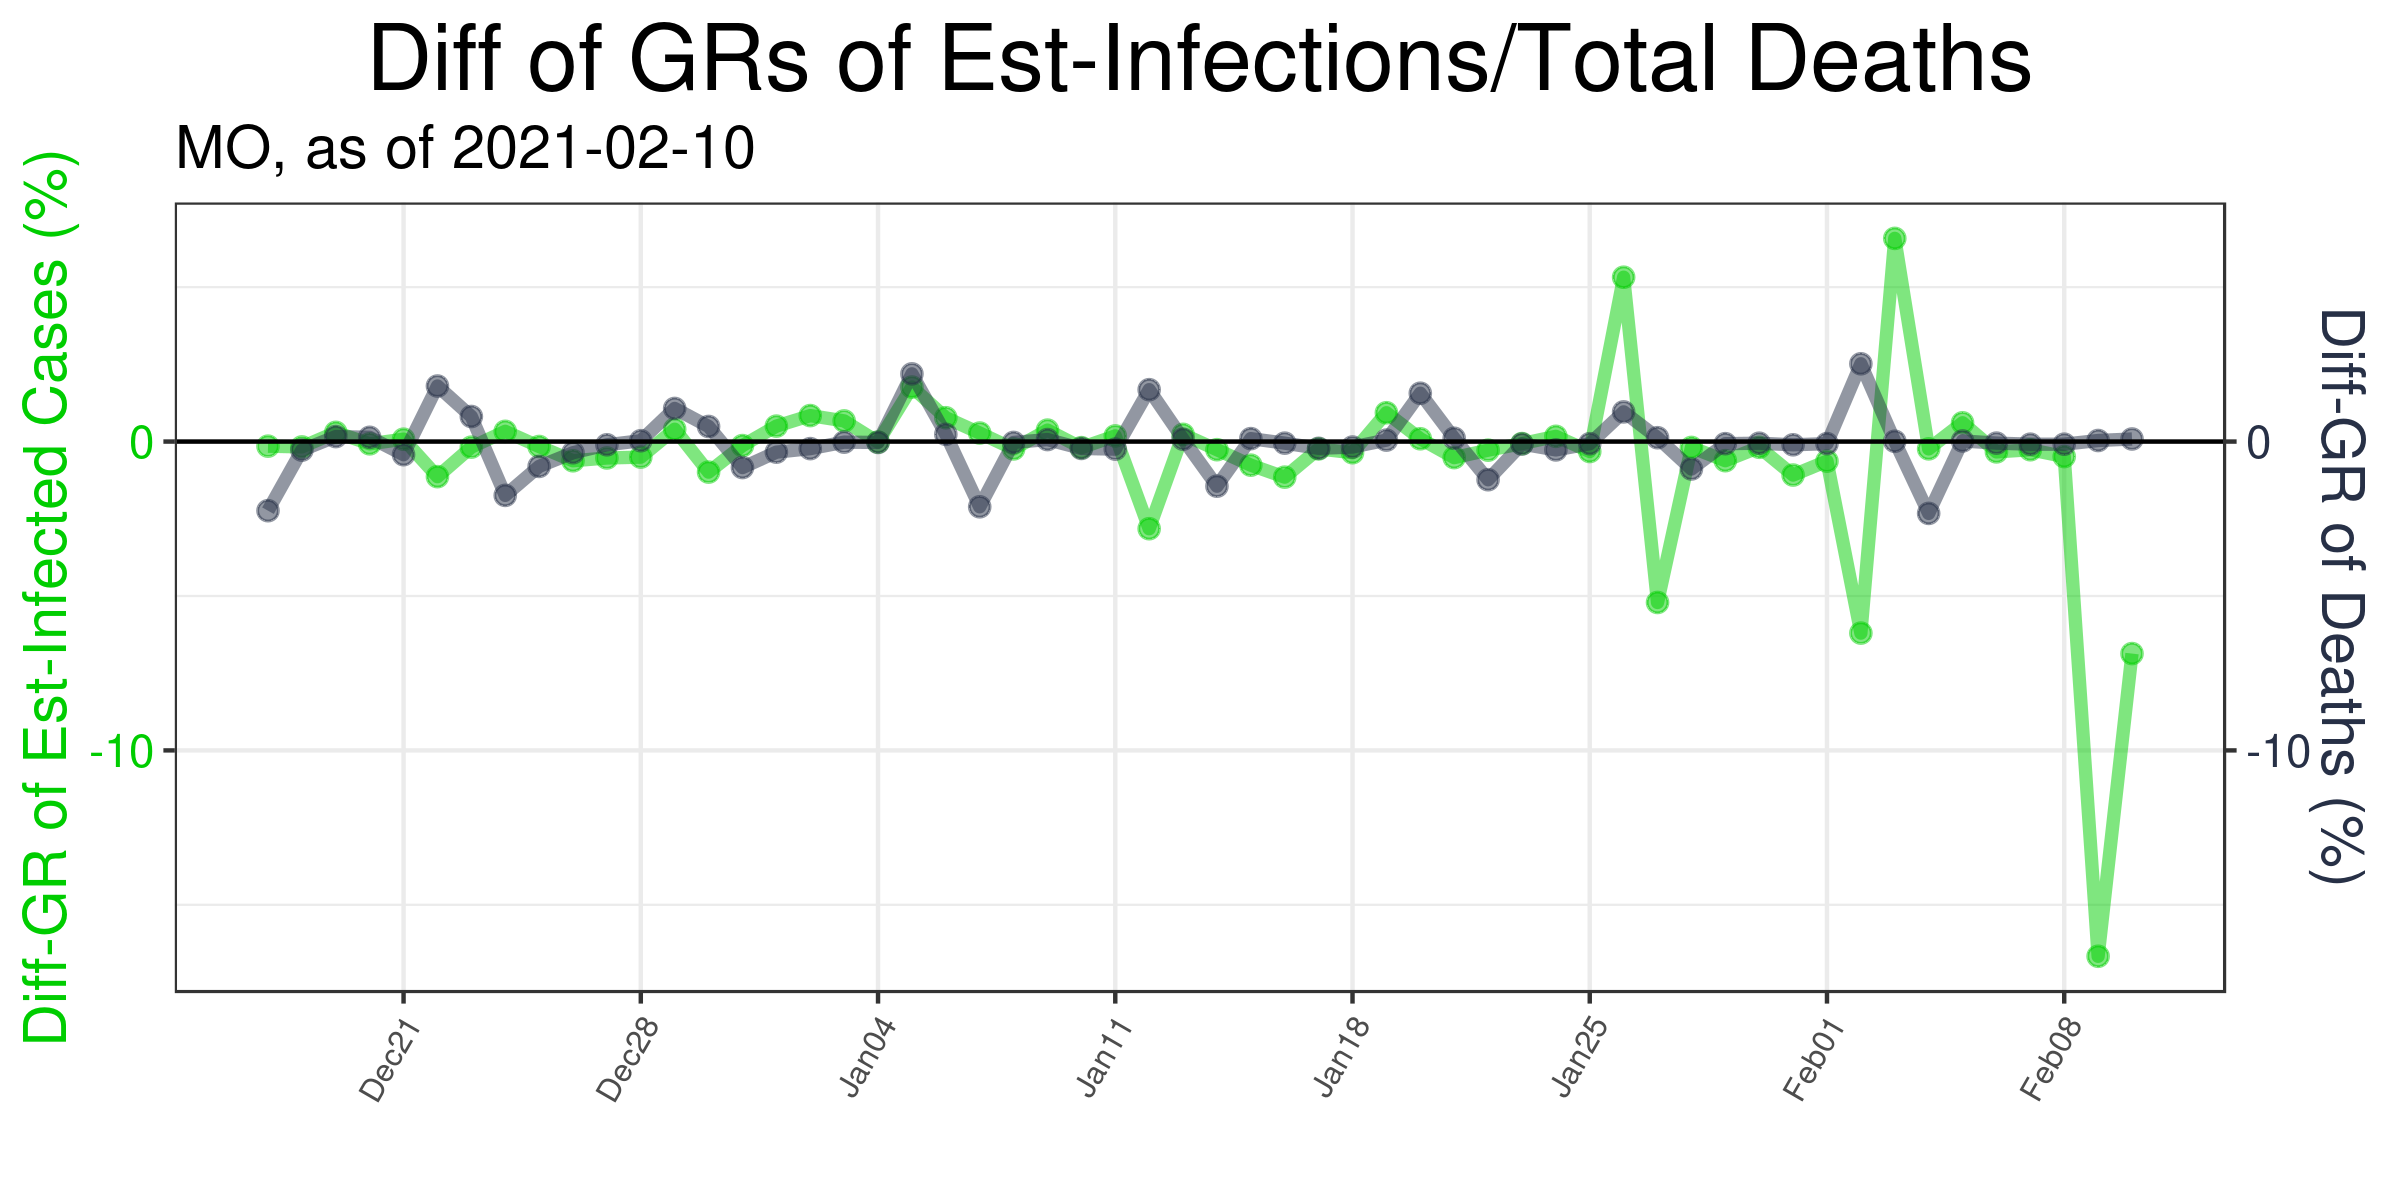 Diff of GRs of Est-Infections/Total Deaths
MO, as of 2021-02-10
Diff-GR of Est-Infected Cases (%)
0
-10
0
-10
Diff-GR of Deaths (%)
Dec21
Dec28
Jan04
Jan11
Jan18
Jan25
Feb01
Feb08